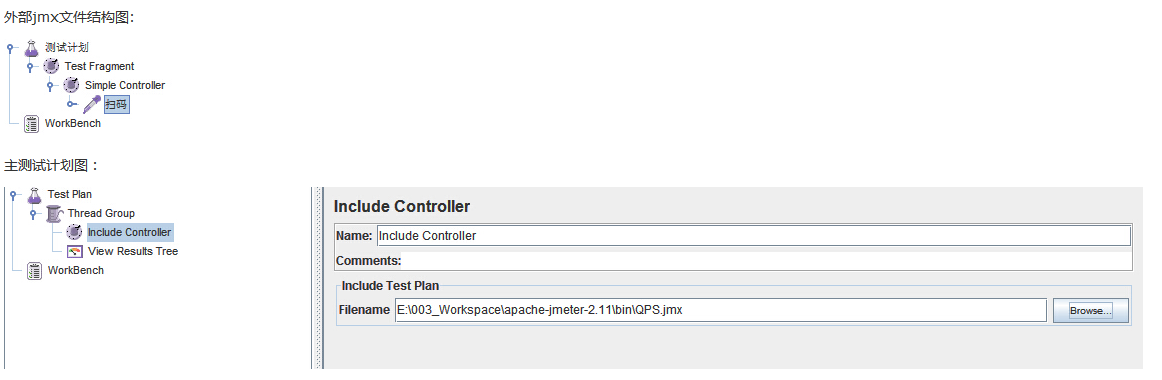 外部jmx文件结构图：
测试计划
Test Fragment
Simple Controller
扫码
WorkBench
主测试计划图：
Test Plan
Thread Group
Include Controller
View Results Tree
WorkBench
Include Controller
Name: Include Controller
Comments:
Include Test Plan
Filename E:\003_Workspace\apache-jmeter-2.11\bin\QPS.jmx Browse...